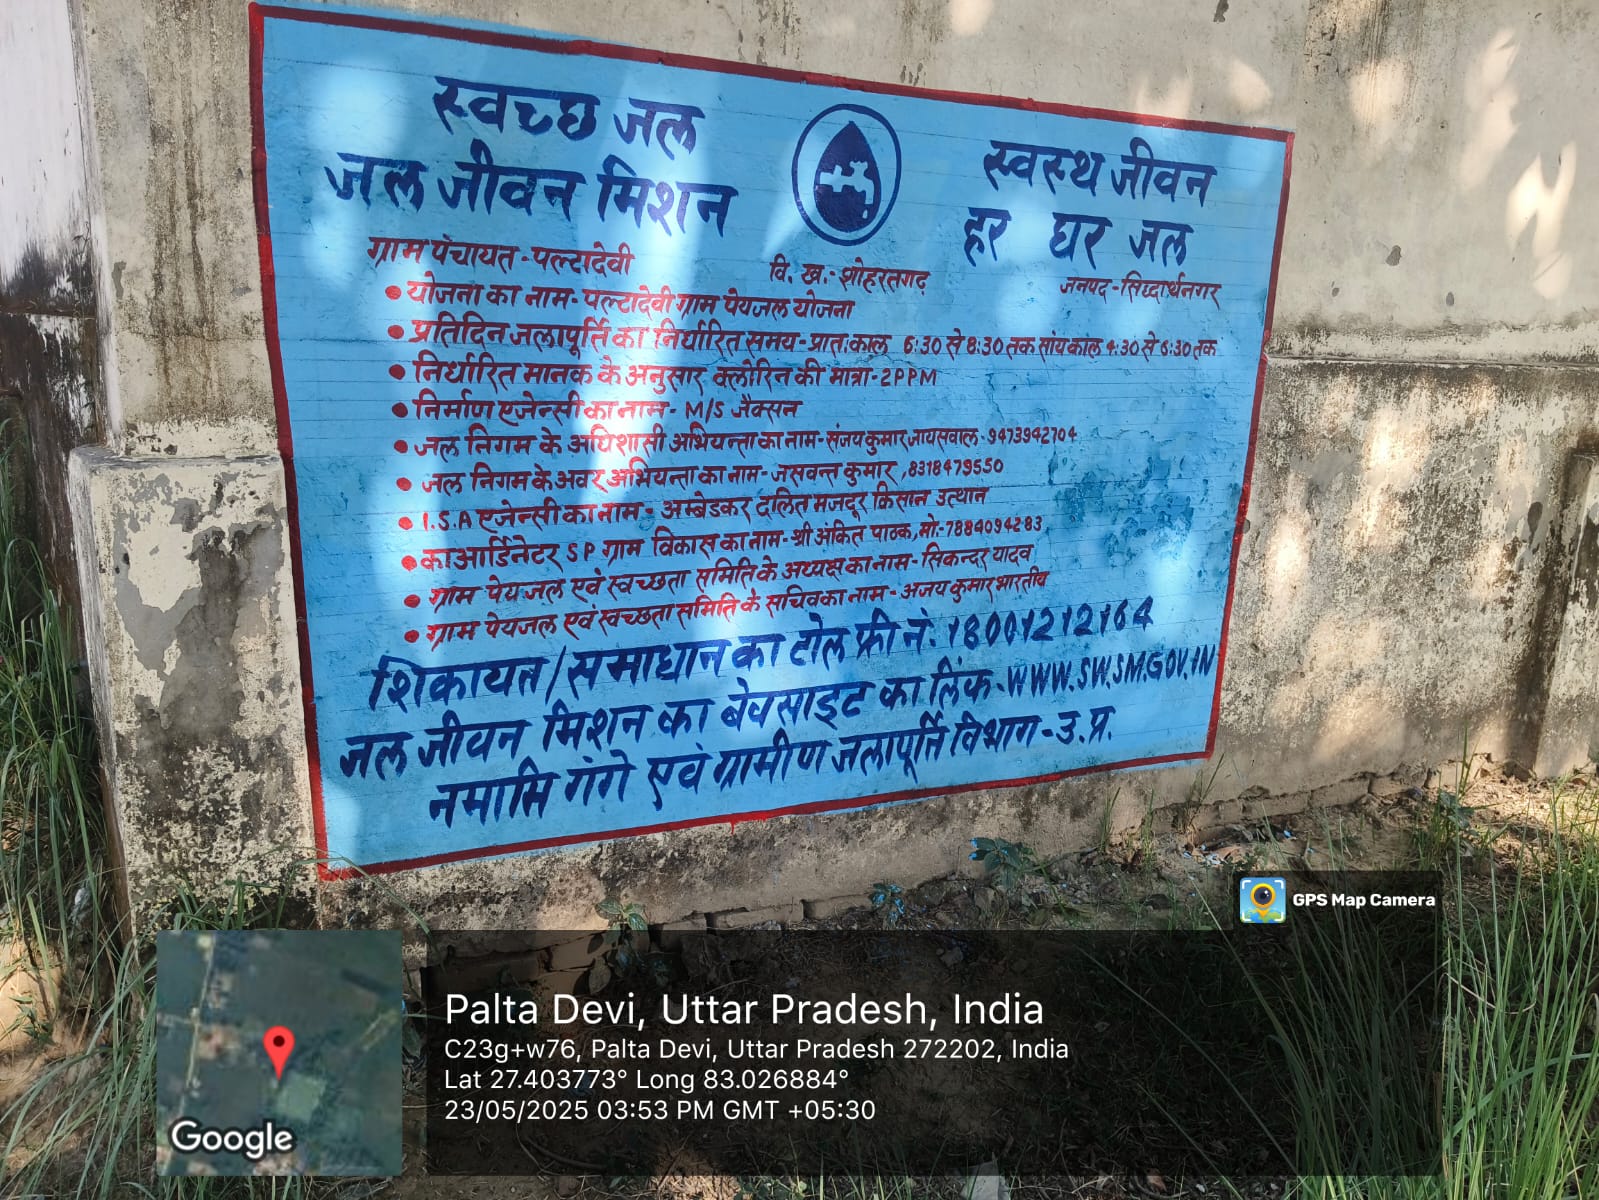 स्वच्छ जल
स्वस्थ जीवन
जल जीवन मिशन
हर घर जल
ग्राम पंचायत - पल्टादेवी वि. ख.- शोहरतगढ़ जनपद - सिद्धार्थनगर
• योजना का नाम - पल्टादेवी ग्राम पेयजल योजना
• प्रतिदिन जलापूर्ति का निर्धारित समय - प्रात:काल 6:30 से 8:30 तक सांय काल 4:30 से 6:30 तक
• निर्धारित मानक के अनुसार क्लोरिन की मात्रा - 2PPM
• निर्माण एजेन्सी का नाम - M/S जैक्सन
• जल निगम के अधिशासी अभियन्ता का नाम - संजय कुमार जायसवाल - 9473942704
• जल निगम के अवर अभियन्ता का नाम - जसवन्त कुमार, 8318479550
• I.S.A एजेन्सी का नाम - अम्बेडकर दलित मजदूर किसान उत्थान
• काआर्डिनेटर S P ग्राम विकास का नाम - श्री अंकित पाठक, मो:- 7884094283
• ग्राम पेयजल एवं स्वच्छता समिति के अध्यक्ष का नाम - सिकन्दर यादव
• ग्राम पेयजल एवं स्वच्छता समिति के सचिव का नाम - अजय कुमार भारतीय
शिकायत/समाधान का टोल फ्री नं. 18001212164
जल जीवन मिशन का बेवसाइट का लिंक - WWW.SWSM.GOV.IN
नमामि गंगे एवं ग्रामीण जलापूर्ति विभाग - उ.प्र.
GPS Map Camera
Palta Devi, Uttar Pradesh, India
C23g+w76, Palta Devi, Uttar Pradesh 272202, India
Lat 27.403773° Long 83.026884°
23/05/2025 03:53 PM GMT +05:30
Google